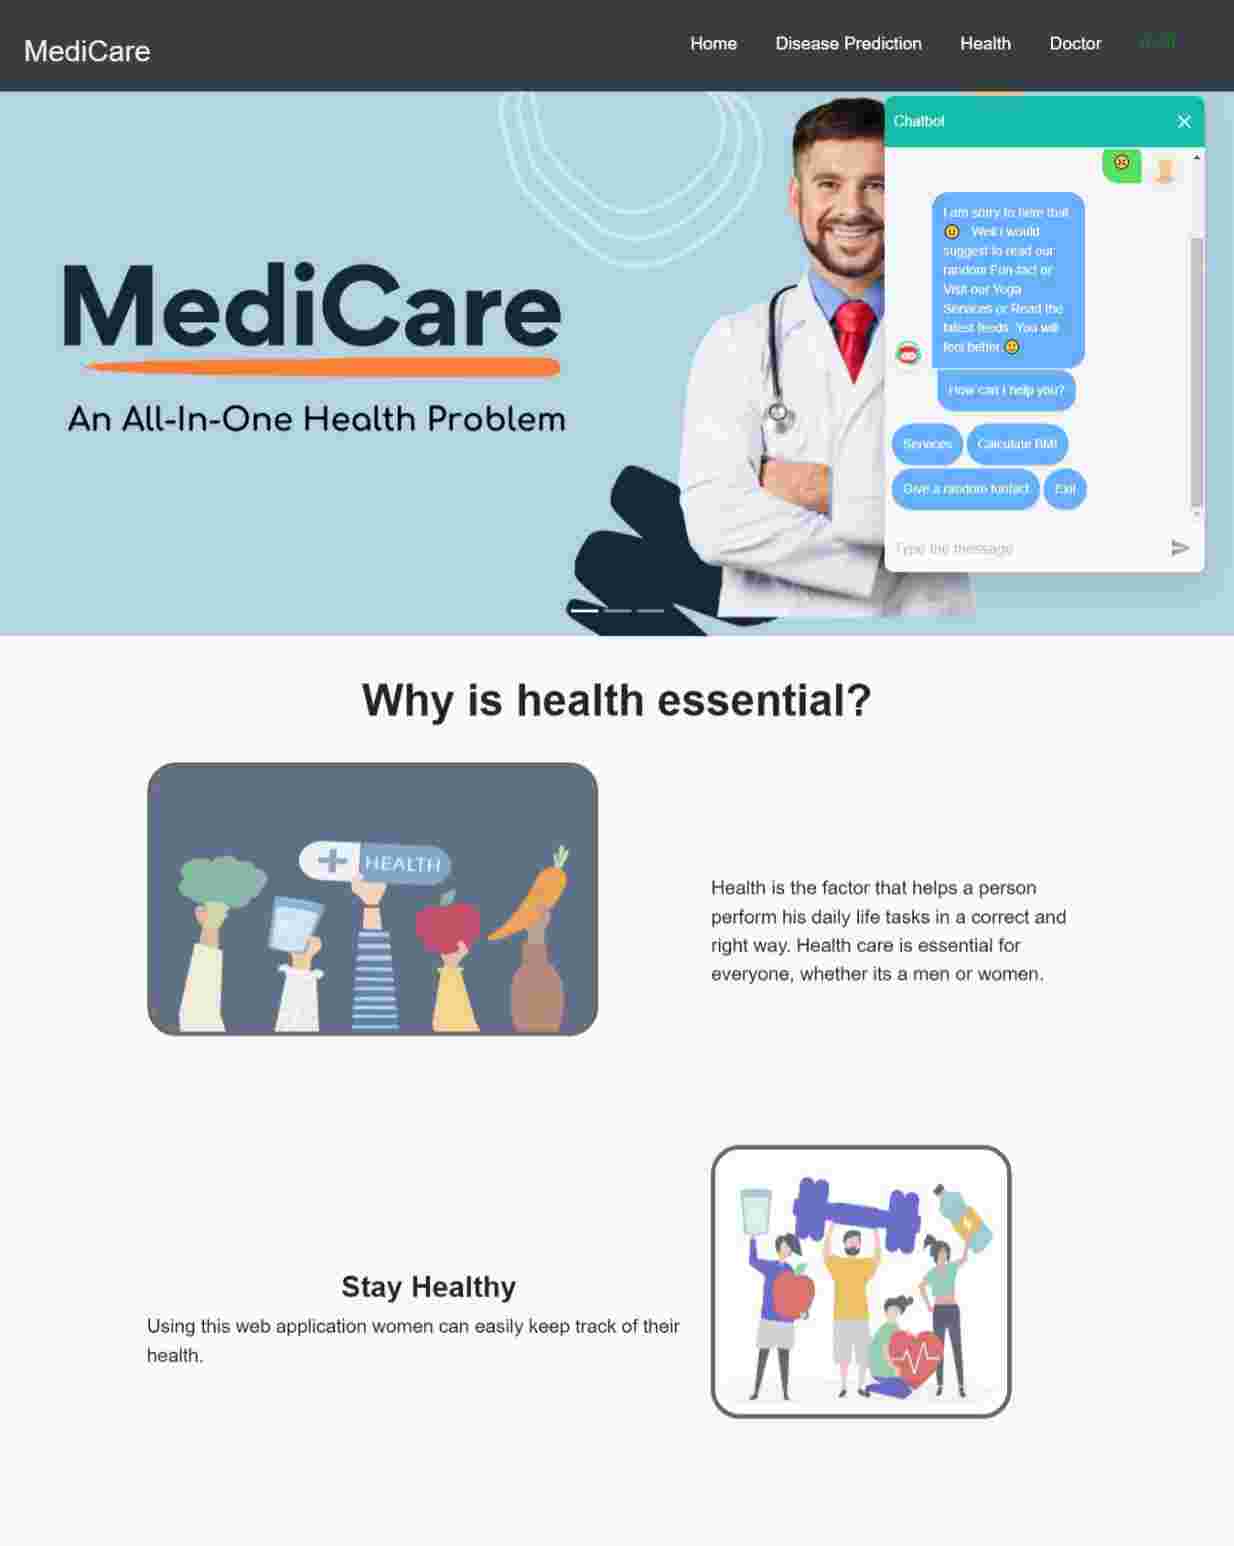 MediCare
Home
Disease Prediction
Health
Doctor
MediCare
An All-In-One Health Problem
Chatbot
I am sorry to here that
Well i would
suggest to read our
random Fun-fact or
Visit our Yoga
Services or Read the
latest feeds. You will
feel better
How can I help you?
Services
Calculate BMI
Give a random funfact
Exit
Type the message
Why is health essential?
HEALTH
Health is the factor that helps a person
perform his daily life tasks in a correct and
right way. Health care is essential for
everyone, whether its a men or women.
Stay Healthy
Using this web application women can easily keep track of their
health.